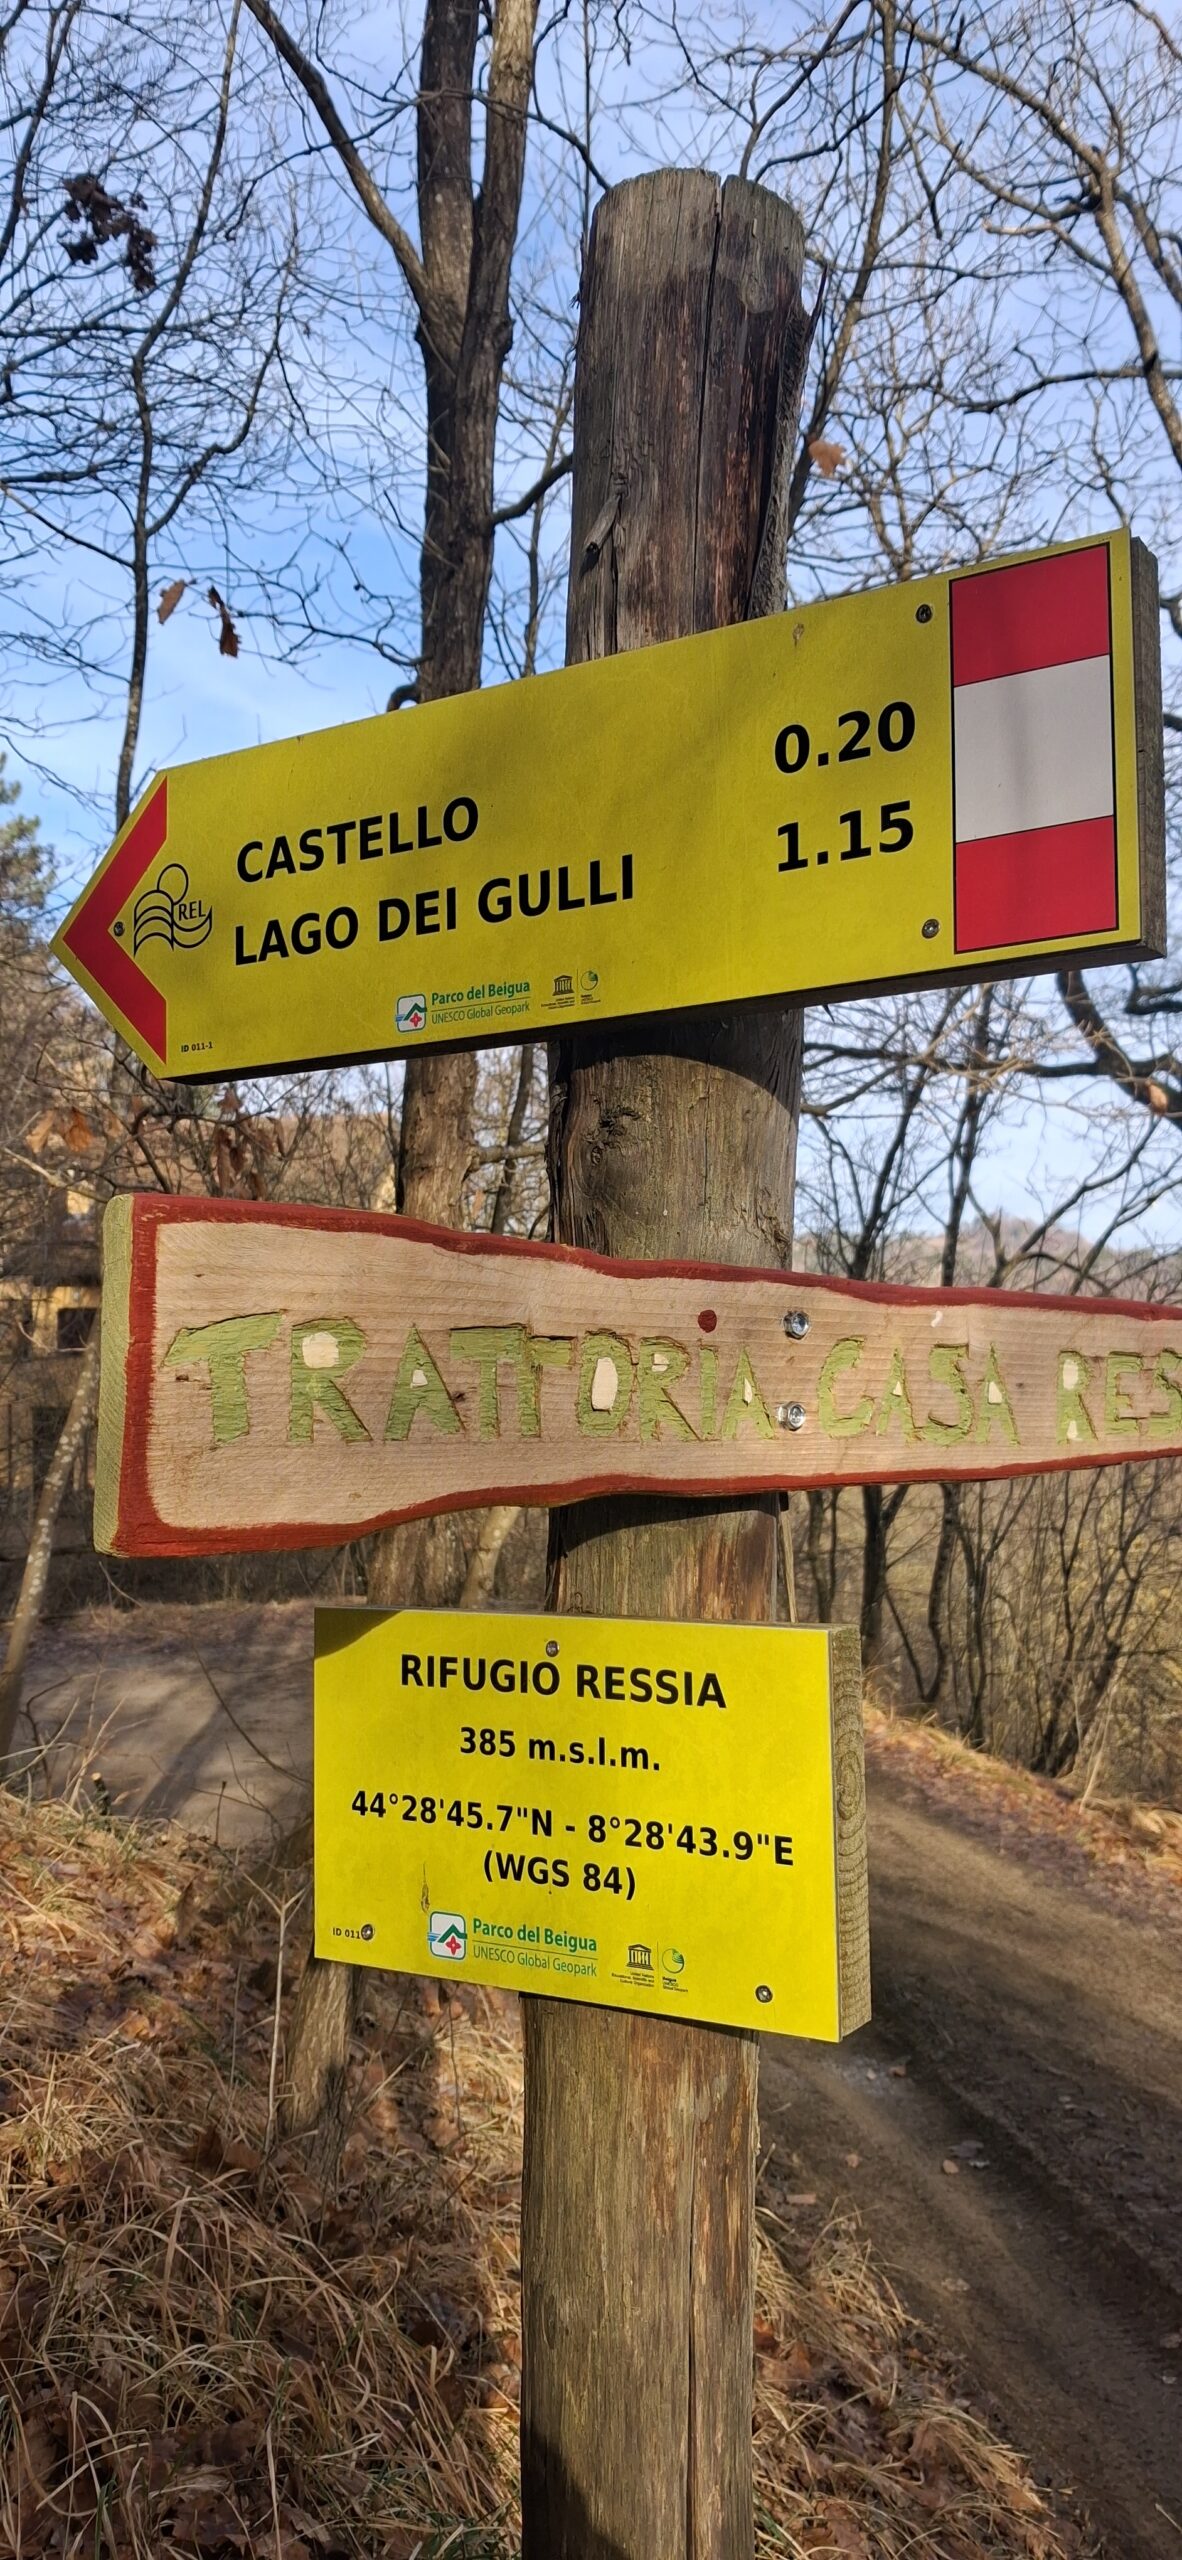 CASTELLO 0.20
LAGO DEI GULLI 1.15
REL
Parco del Beigua
UNESCO Global Geopark
ID 011-1
TRATTORiA CASA RES
RIFUGIO RESSIA
385 m.s.l.m.
44°28'45.7"N - 8°28'43.9"E
(WGS 84)
ID 011
Parco del Beigua
UNESCO Global Geopark